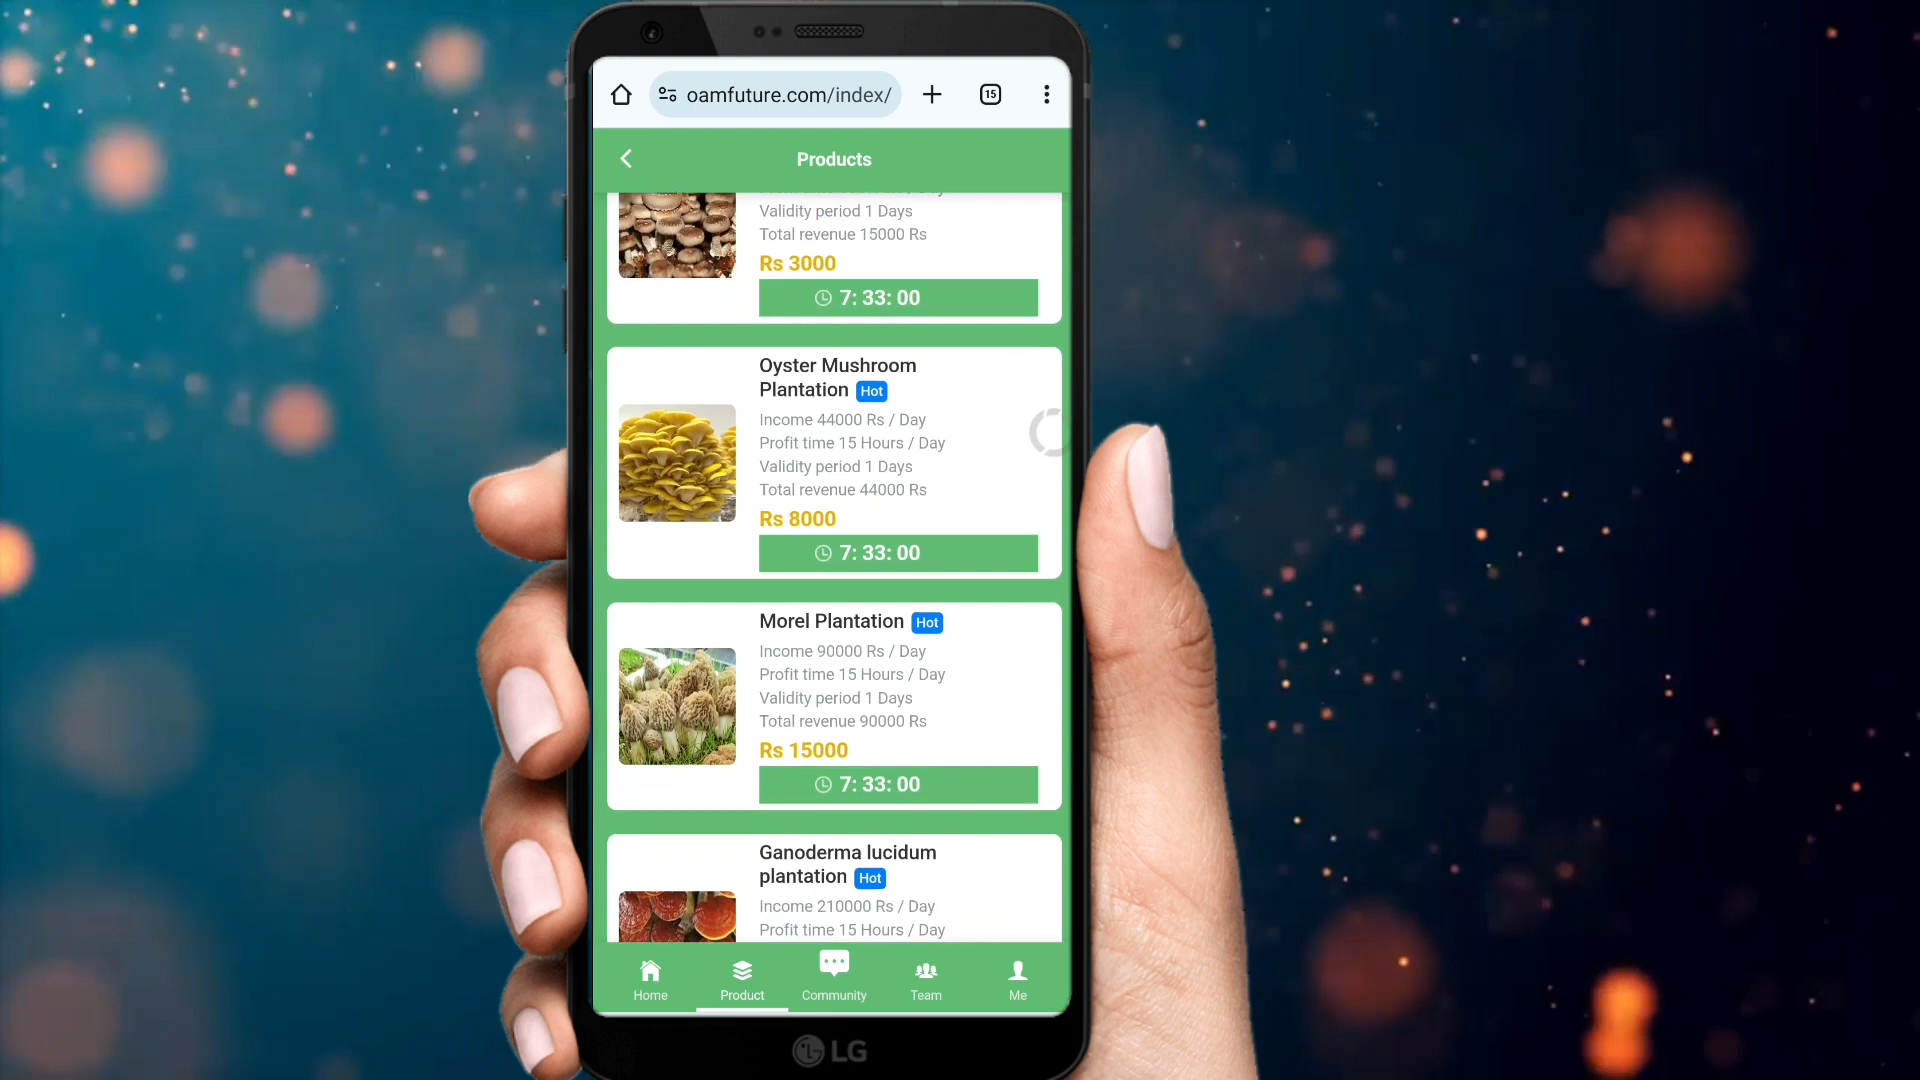 oamfuture.com/index/
15
Products
Validity period 1 Days
Total revenue 15000 Rs
Rs 3000
7: 33: 00
Oyster Mushroom
Plantation Hot
Income 44000 Rs / Day
Profit time 15 Hours / Day
Validity period 1 Days
Total revenue 44000 Rs
Rs 8000
7: 33: 00
Morel Plantation Hot
Income 90000 Rs / Day
Profit time 15 Hours / Day
Validity period 1 Days
Total revenue 90000 Rs
Rs 15000
7: 33: 00
Ganoderma lucidum
plantation Hot
Income 210000 Rs / Day
Profit time 15 Hours / Day
Home Product Community Team Me
LG